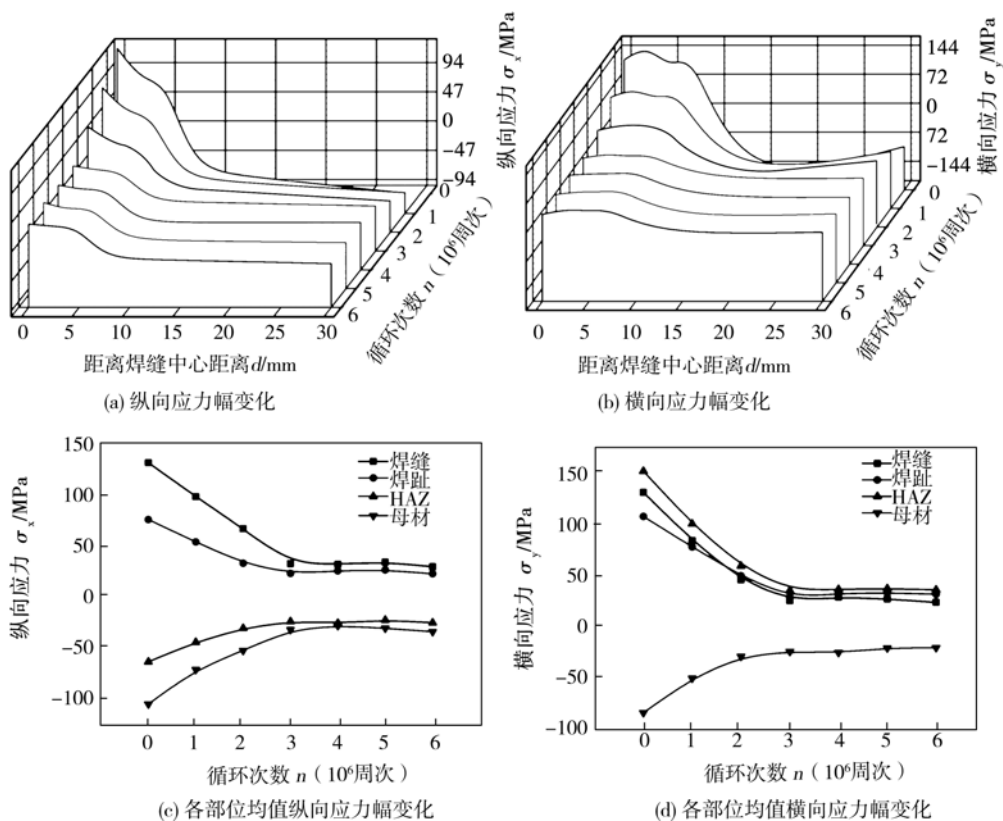 94
47
0
-47
-94
纵向应力 σx/MPa
0
1
2
3
4
5
6
循环次数 n（10⁶周次）
0 5 10 15 20 25 30
距离焊缝中心距离d/mm
(a) 纵向应力幅变化
144
72
0
72
-144
横向应力 σy/MPa
0
1
2
3
4
5
6
循环次数 n（10⁶周次）
0 5 10 15 20 25 30
距离焊缝中心距离d/mm
(b) 横向应力幅变化
150
100
50
0
-50
-100
纵向应力 σx/MPa
焊缝
焊趾
HAZ
母材
0 1 2 3 4 5 6
循环次数 n（10⁶周次）
(c) 各部位均值纵向应力幅变化
150
100
50
0
-50
-100
横向应力 σy/MPa
焊缝
焊趾
HAZ
母材
0 1 2 3 4 5 6
循环次数 n（10⁶周次）
(d) 各部位均值横向应力幅变化